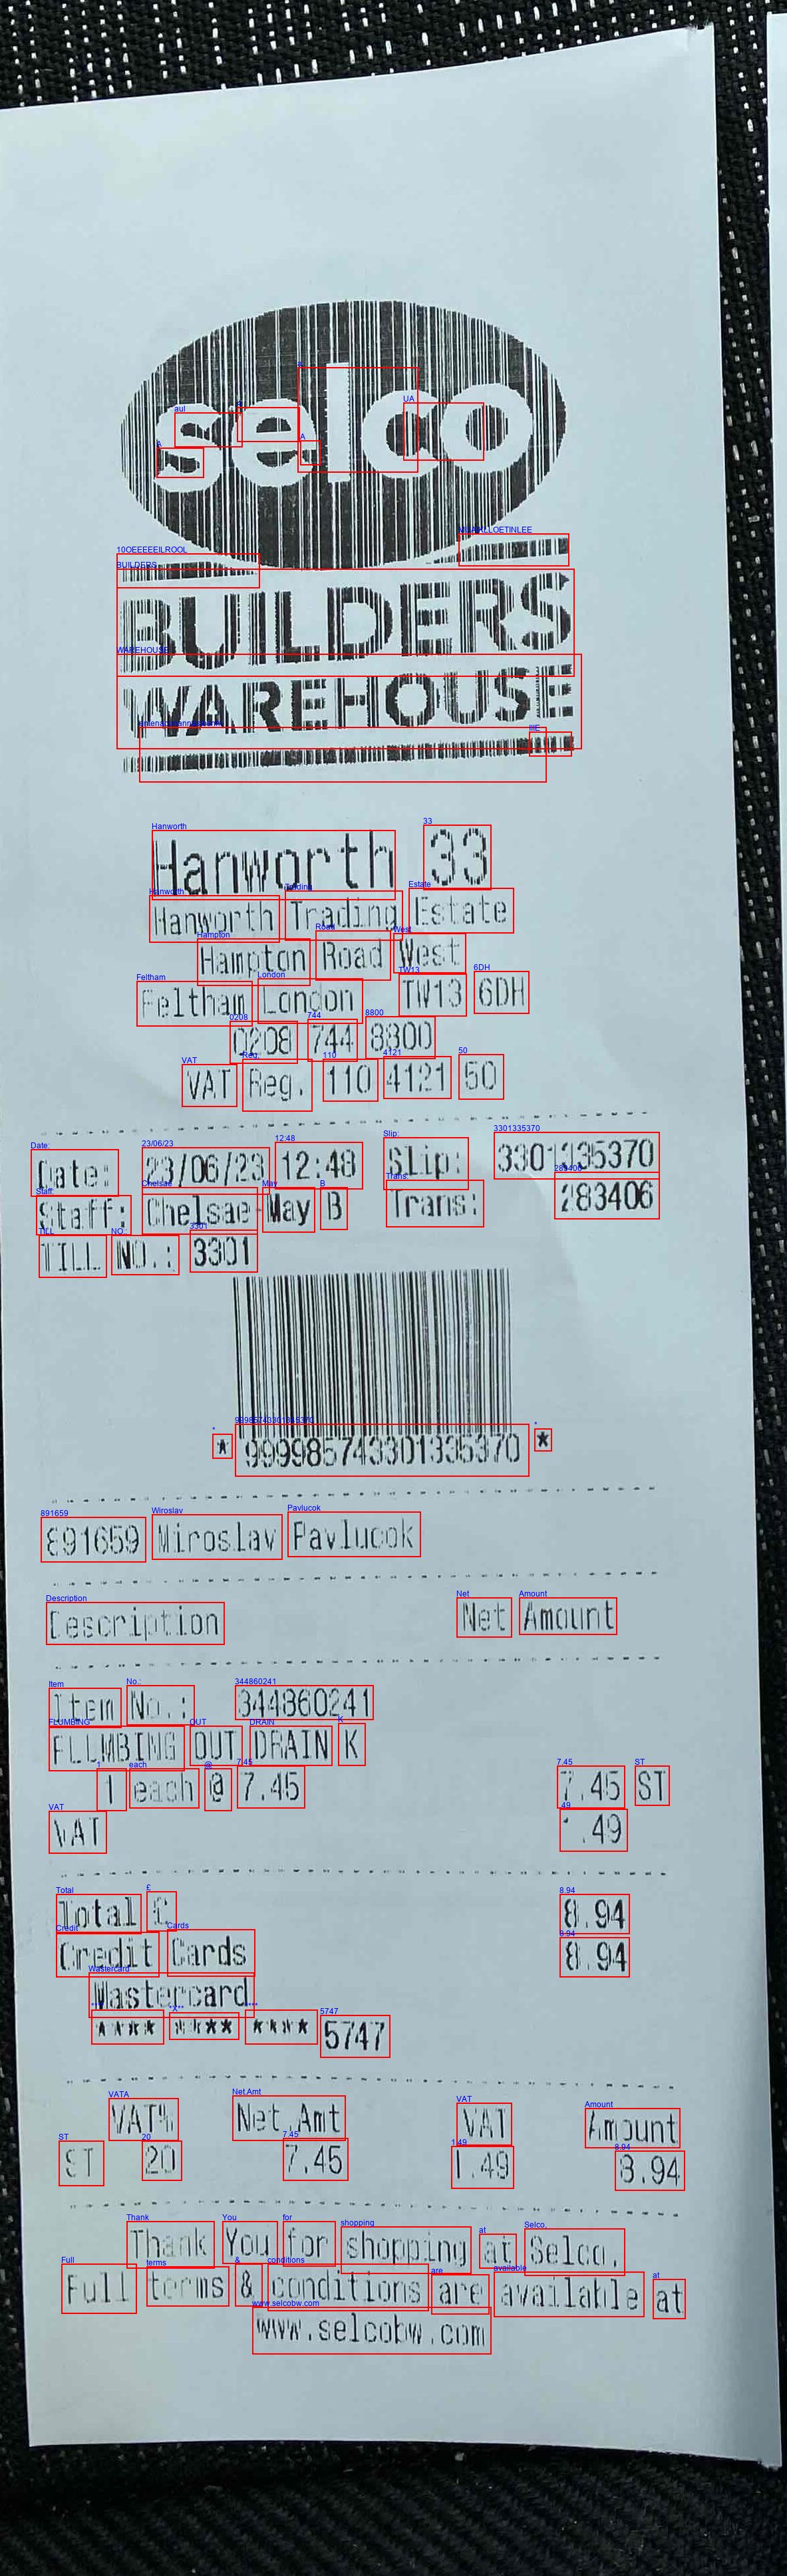 selco
BUILDERS
WAREHOUSE
Hanworth 33
Hanworth Trading Estate
Hampton Road West
Feltham London TW13 6DH
0208 744 8800
VAT Reg. 110 4121 50
Date: 23/06/23 12:48 Slip: 3301335370
Staff: Chelsae May B Trans: 283406
TILL NO.: 3301
* 99985743301335370 *
891659 Miroslav Pavlucok
Description Net Amount
Item No.: 344860241
PLUMBING OUT DRAIN K
1 each @ 7.45 7.45 ST
VAT 1.49
Total £ 8.94
Credit Cards 8.94
Mastercard
**** **** **** 5747
VAT% Net.Amt VAT Amount
ST 20 7.45 1.49 8.94
Thank You for shopping at Selco.
Full terms & conditions are available at
www.selcobw.com